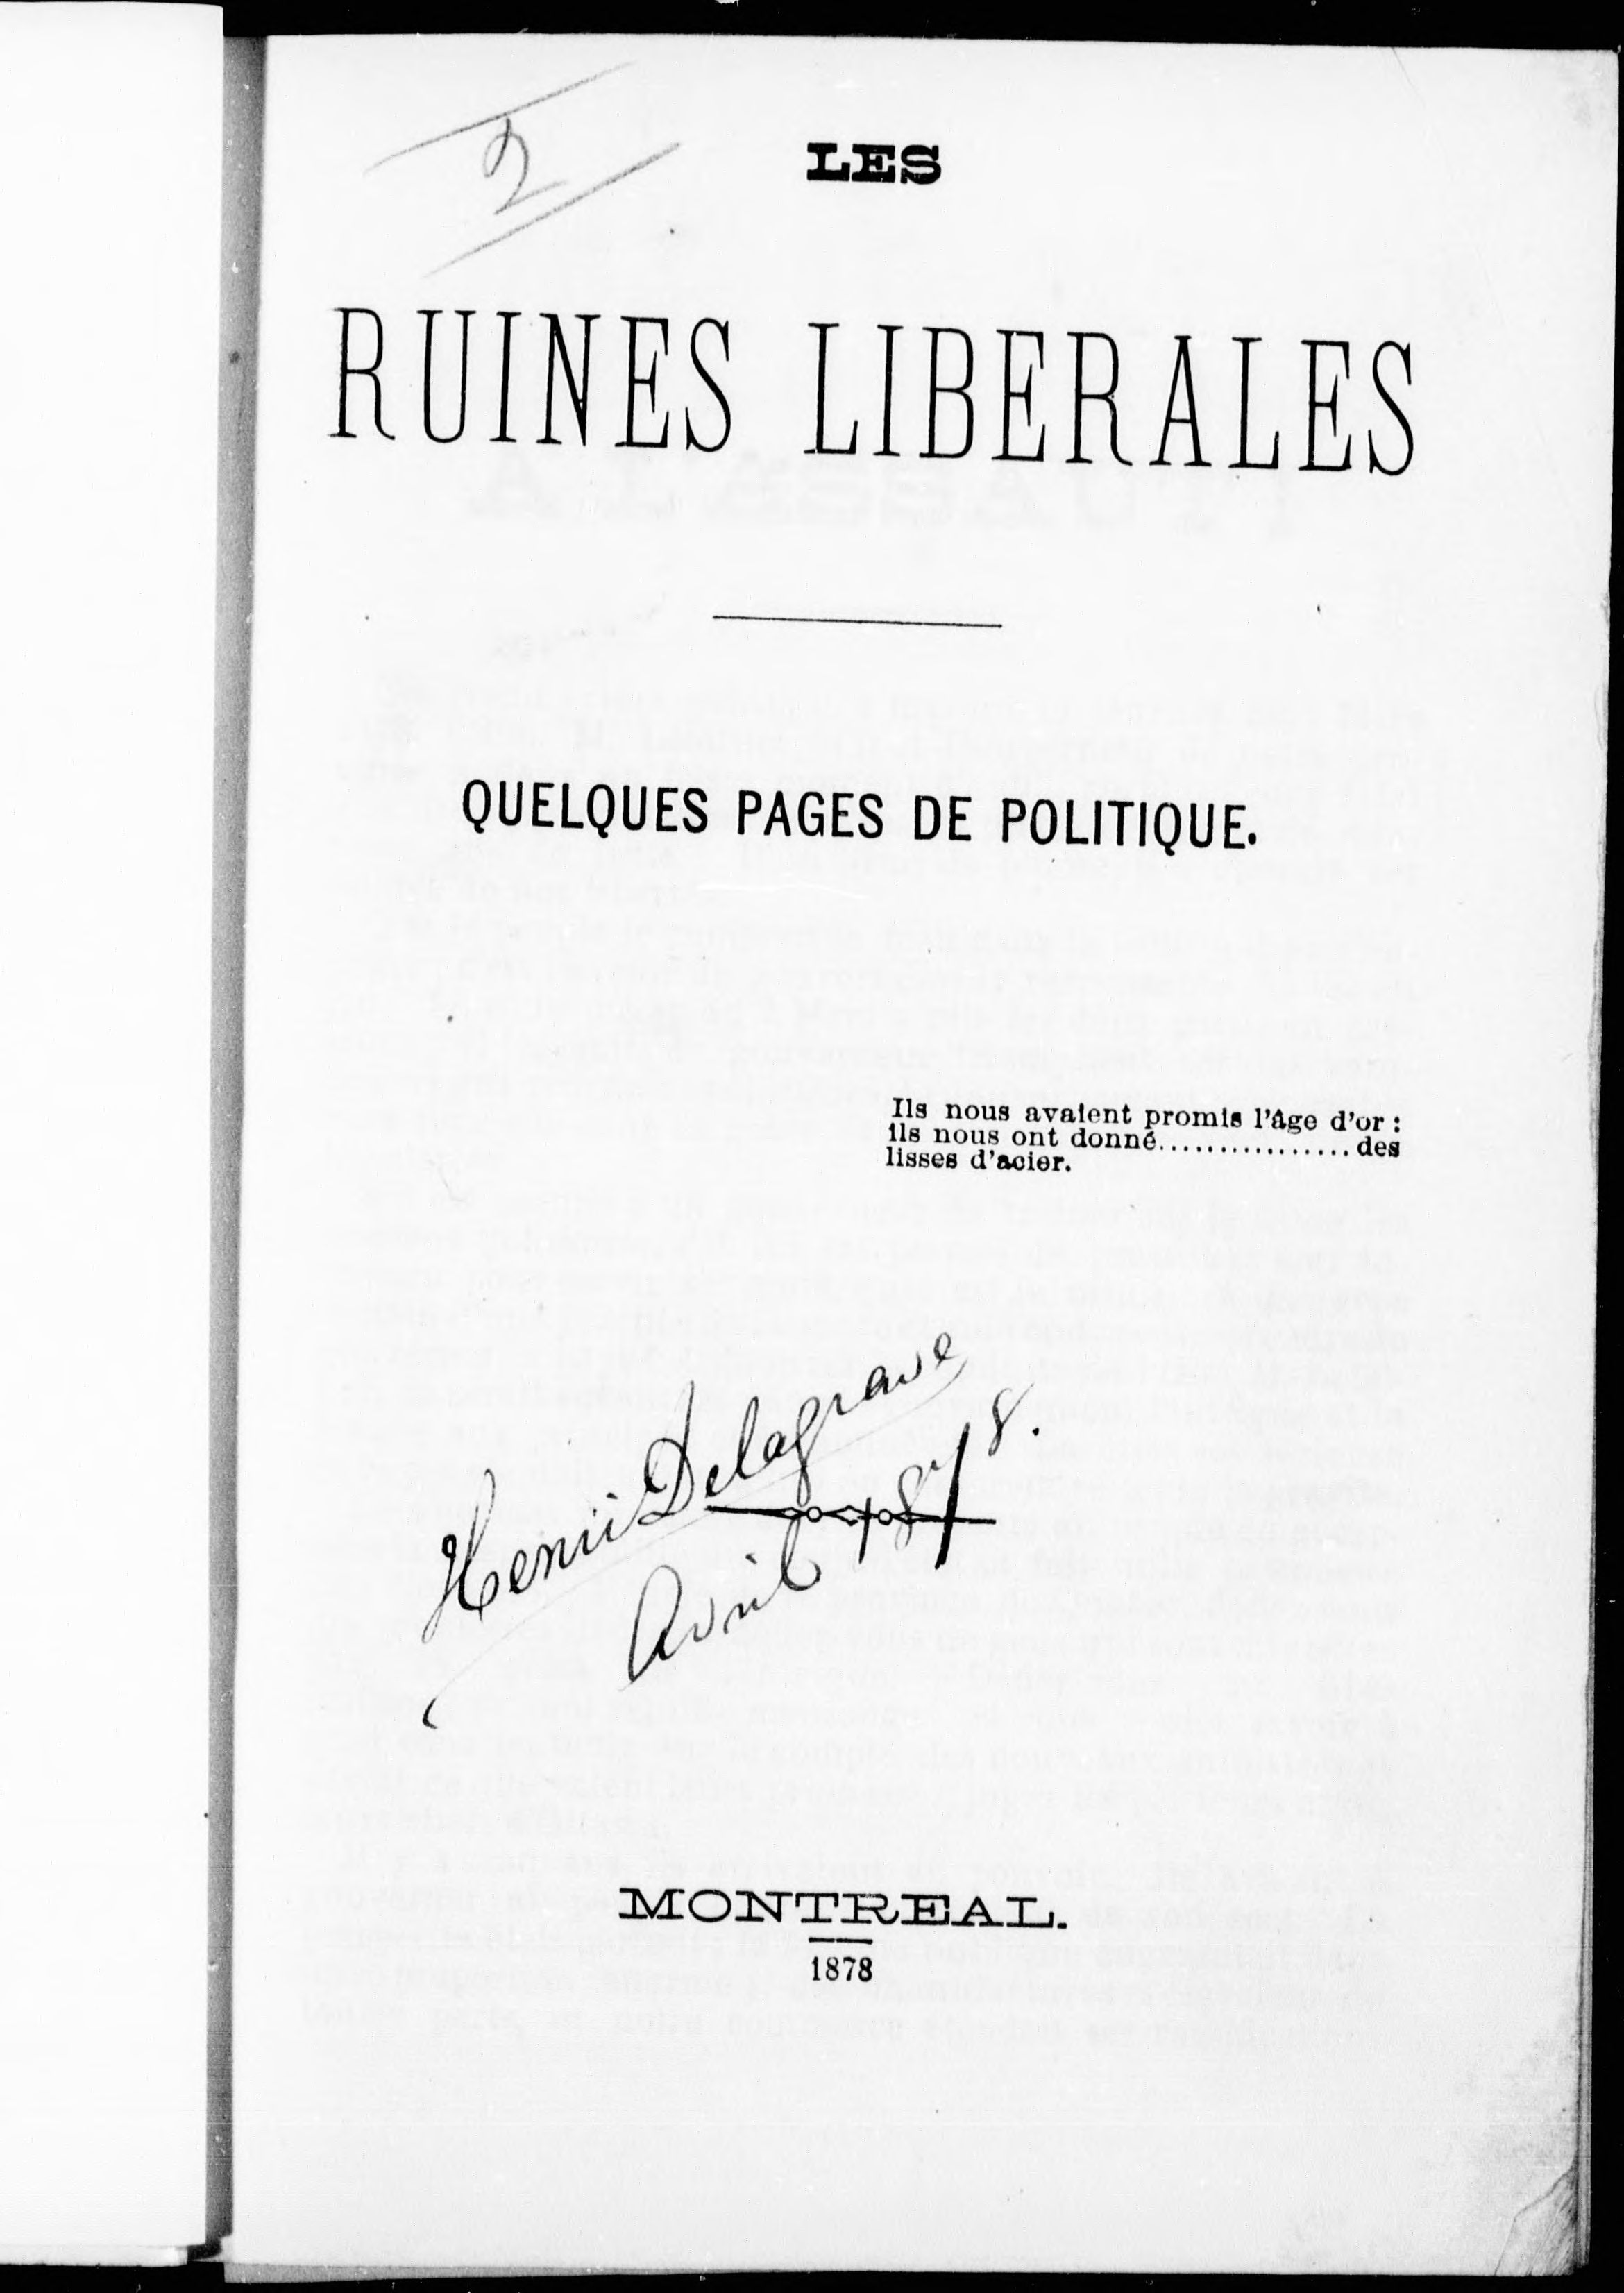 2
LES
RUINES LIBERALES
QUELQUES PAGES DE POLITIQUE.
Ils nous avaient promis l'âge d'or :
ils nous ont donné................des
lisses d'acier.
Henri Delagrave
Avril 1878.
MONTREAL.
1878